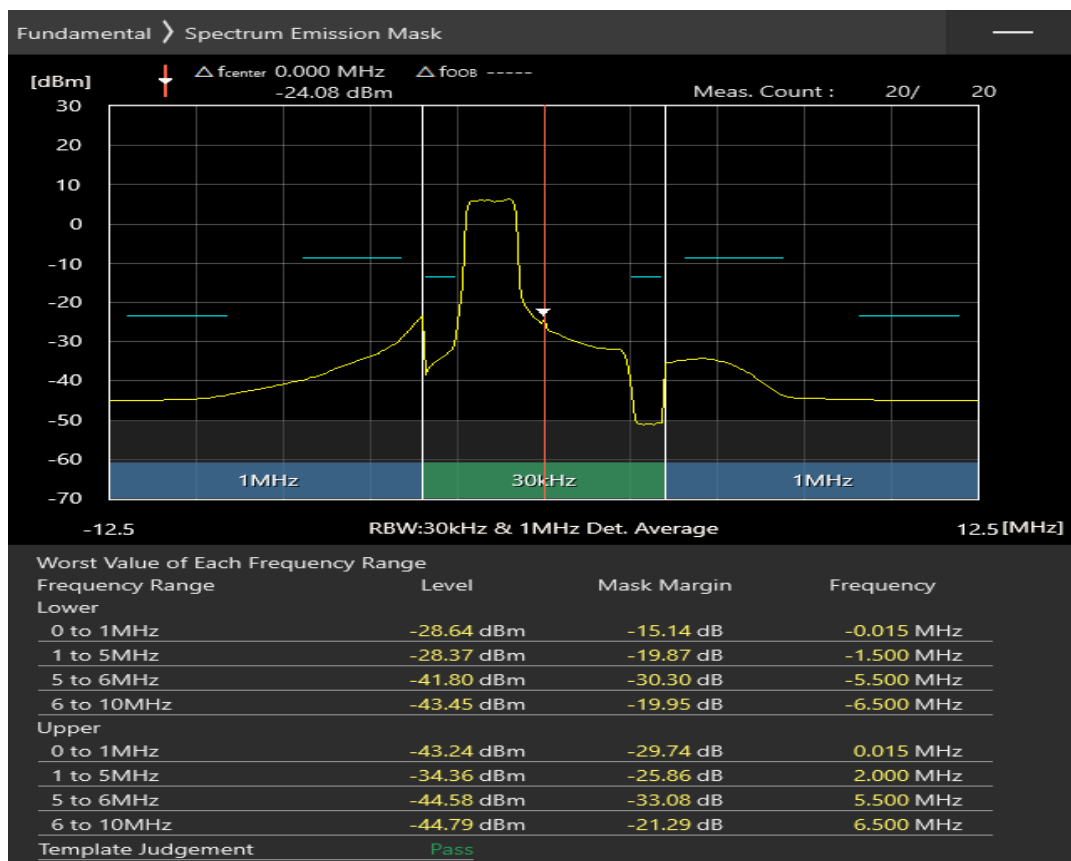 Fundamental ❯ Spectrum Emission Mask
△ fcenter 0.000 MHz △ fOOB -----
[dBm] -24.08 dBm Meas. Count : 20/ 20
30
20
10
0
-10
-20
-30
-40
-50
-60
1MHz 30kHz 1MHz
-70
-12.5 RBW:30kHz & 1MHz Det. Average 12.5 [MHz]
Worst Value of Each Frequency Range
Frequency Range Level Mask Margin Frequency
Lower
0 to 1MHz -28.64 dBm -15.14 dB -0.015 MHz
1 to 5MHz -28.37 dBm -19.87 dB -1.500 MHz
5 to 6MHz -41.80 dBm -30.30 dB -5.500 MHz
6 to 10MHz -43.45 dBm -19.95 dB -6.500 MHz
Upper
0 to 1MHz -43.24 dBm -29.74 dB 0.015 MHz
1 to 5MHz -34.36 dBm -25.86 dB 2.000 MHz
5 to 6MHz -44.58 dBm -33.08 dB 5.500 MHz
6 to 10MHz -44.79 dBm -21.29 dB 6.500 MHz
Template Judgement Pass